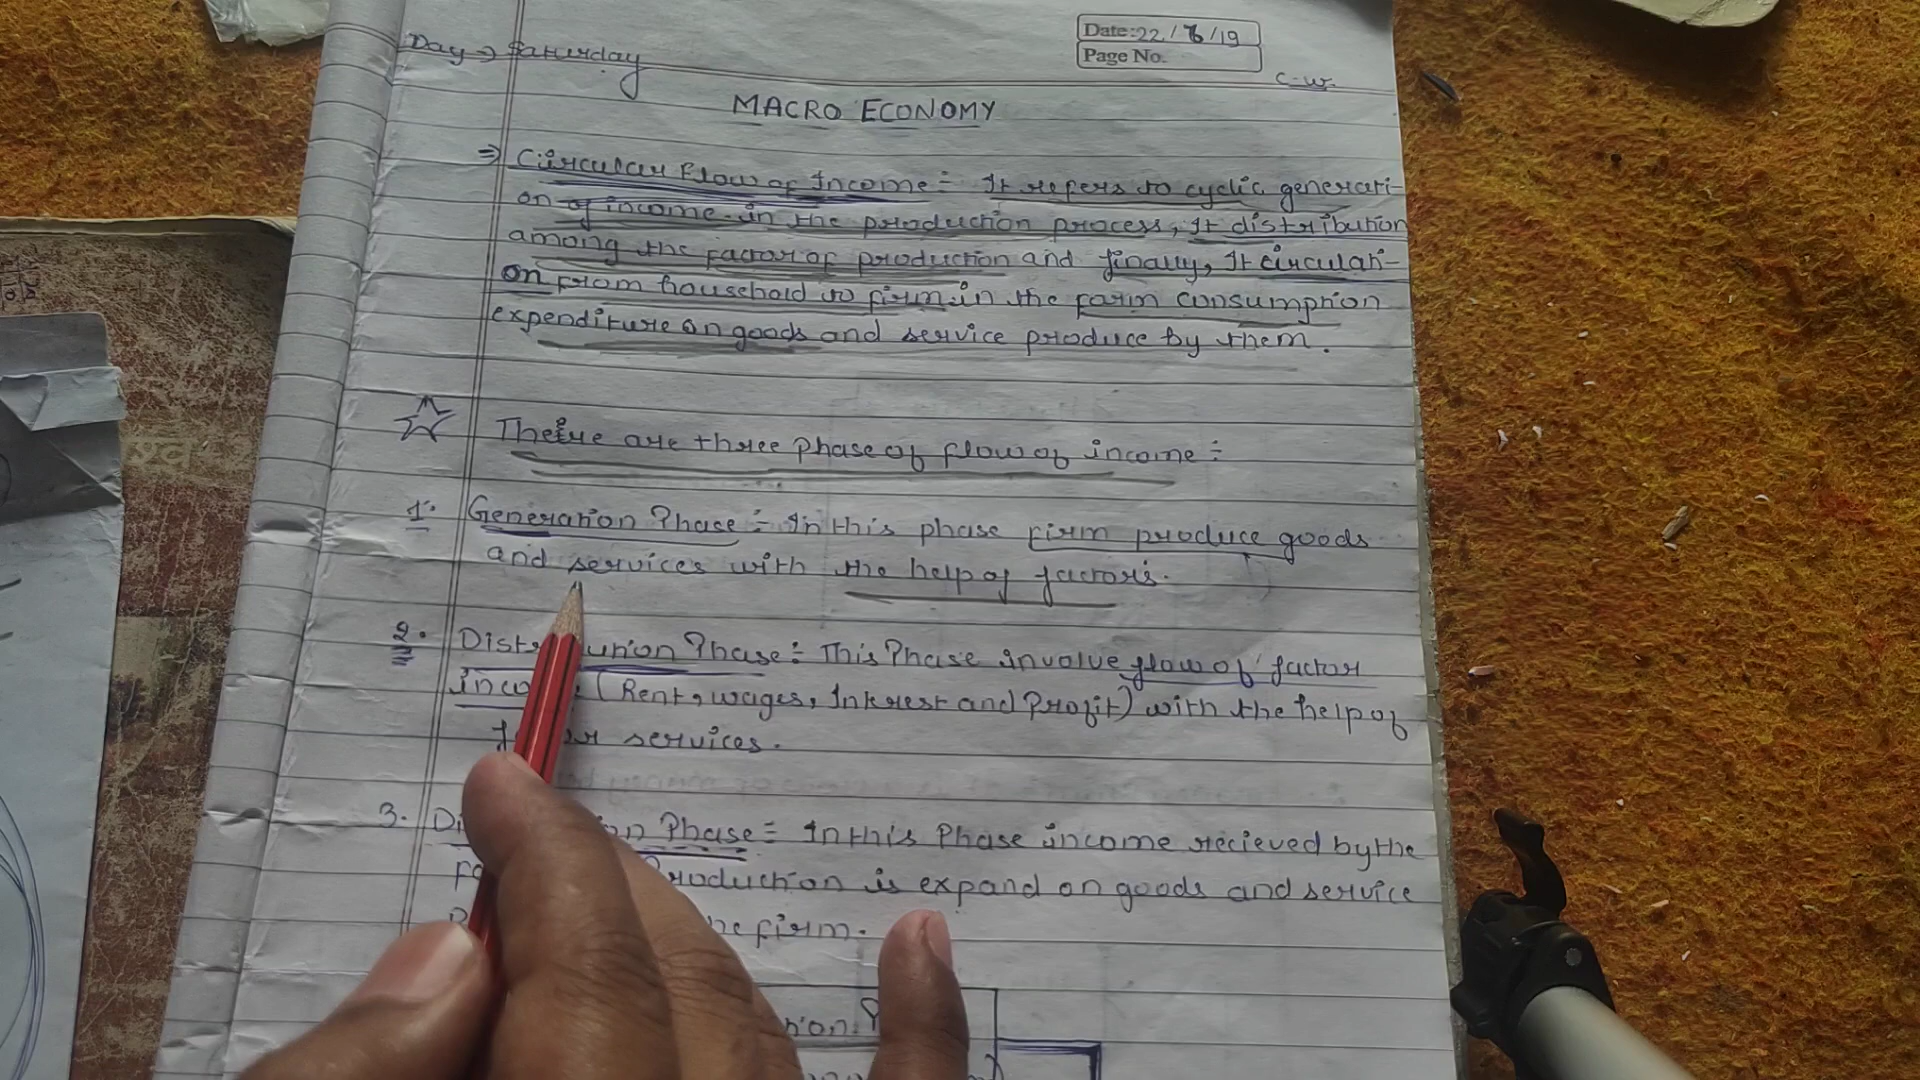 Day → Saturday
Date: 22/6/19
Page No.
C-W.
MACRO ECONOMY
⇒ Circular Flow of Income :- It refers to cyclic generati-
on of income in the production process, It distribution
among the factor of production and finally, It circulati-
on from household to firm in the form consumption
expenditure on goods and service produce by them.
☆ There are three phase of flow of income :-
1. Generation Phase :- In this phase firm produce goods
and services with the help of factors.
2. Phase :- This Phase involve flow of factor
(Rent, wages, Interest and Profit) with the help of
services.
3. Phase :- In this Phase income recieved by the
is expand on goods and service
firm.